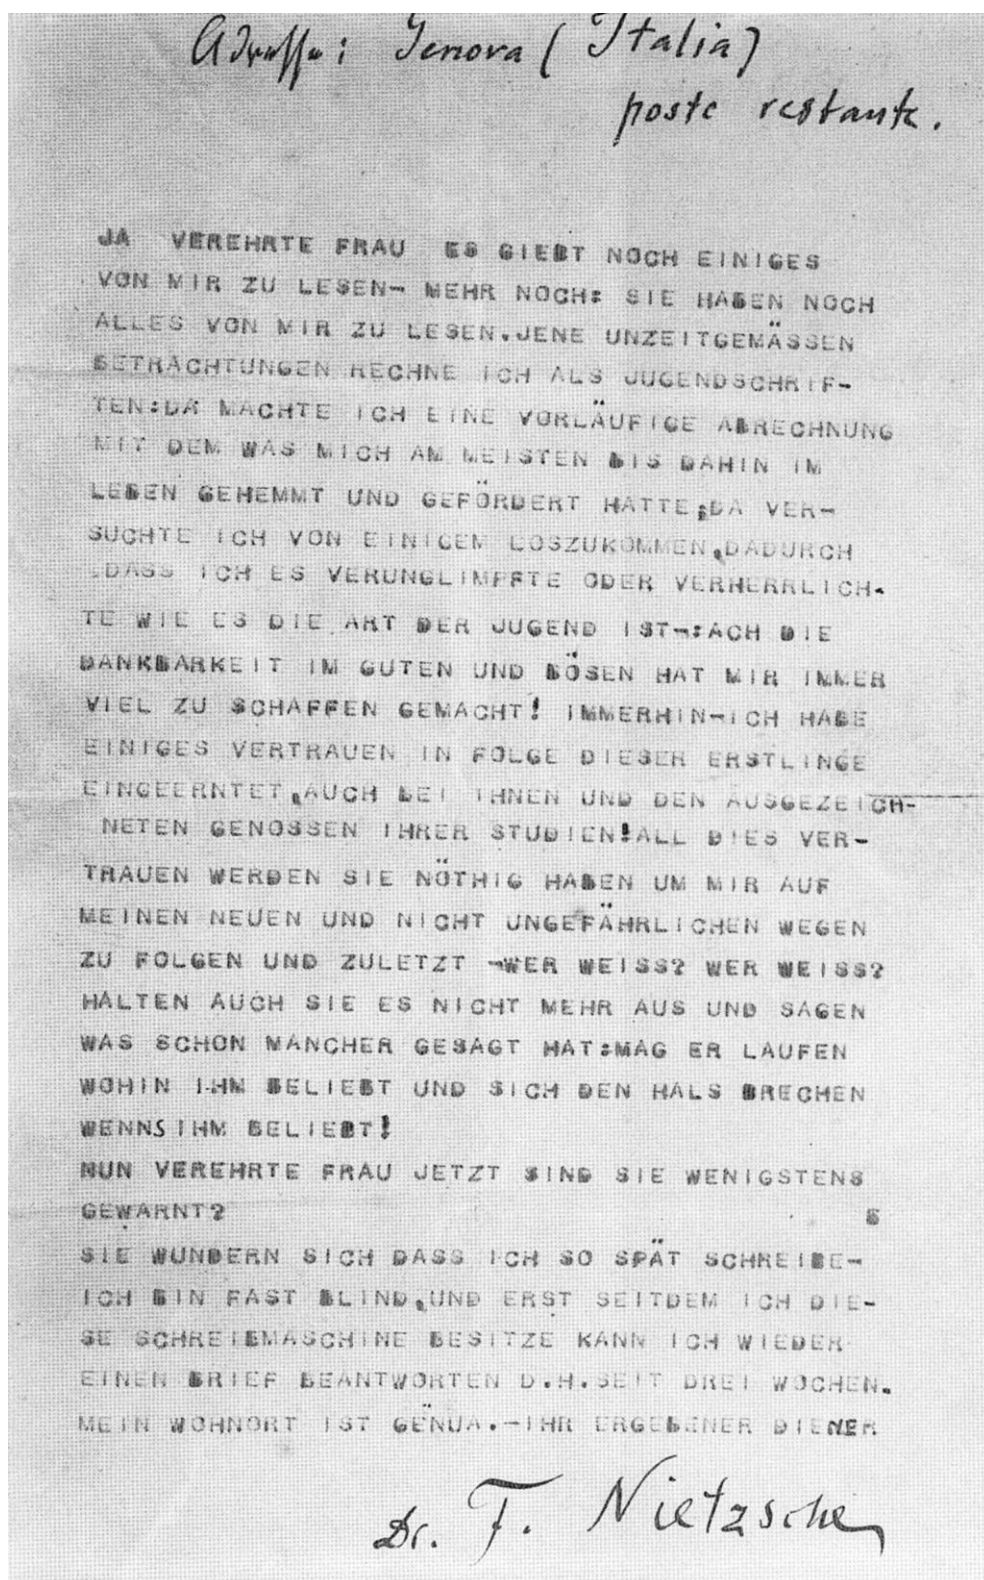 Adresse: Genova (Italia)
poste restante.
JA VEREHRTE FRAU ES GIEBT NOCH EINIGES
VON MIR ZU LESEN- MEHR NOCH: SIE HABEN NOCH
ALLES VON MIR ZU LESEN.JENE UNZEITGEMÄSSEN
BETRACHTUNGEN RECHNE ICH ALS JUGENDSCHRIF-
TEN:DA MACHTE ICH EINE VORLÄUFIGE ABRECHNUNG
MIT DEM WAS MICH AM MEISTEN BIS DAHIN IM
LEBEN GEHEMMT UND GEFÖRDERT HATTE;DA VER-
SUCHTE ICH VON EINIGEM LOSZUKOMMEN,DADURCH
.DASS ICH ES VERUNGLIMPFTE ODER VERHERRLICH-
TE WIE ES DIE ART DER JUGEND IST-:ACH DIE
DANKBARKEIT IM GUTEN UND BÖSEN HAT MIR IMMER
VIEL ZU SCHAFFEN GEMACHT! IMMERHIN-ICH HABE
EINIGES VERTRAUEN IN FOLGE DIESER ERSTLINGE
EINGEERNTET,AUCH BEI IHNEN UND DEN AUSGEZEICH-
NETEN GENOSSEN IHRER STUDIEN!ALL DIES VER-
TRAUEN WERDEN SIE NÖTHIG HABEN UM MIR AUF
MEINEN NEUEN UND NICHT UNGEFÄHRLICHEN WEGEN
ZU FOLGEN UND ZULETZT -WER WEISS? WER WEISS?
HALTEN AUCH SIE ES NICHT MEHR AUS UND SAGEN
WAS SCHON MANCHER GESAGT HAT:MAG ER LAUFEN
WOHIN IHM BELIEBT UND SICH DEN HALS BRECHEN
WENNS IHM BELIEBT!
NUN VEREHRTE FRAU JETZT SIND SIE WENIGSTENS
GEWARNT?
SIE WUNDERN SICH DASS ICH SO SPÄT SCHREIBE-
ICH BIN FAST BLIND,UND ERST SEITDEM ICH DIE-
SE SCHREIBMASCHINE BESITZE KANN ICH WIEDER
EINEN BRIEF BEANTWORTEN D.H.SEIT DREI WOCHEN.
MEIN WOHNORT IST GENUA.-IHR ERGEBENER DIENER
Dr. F. Nietzsche